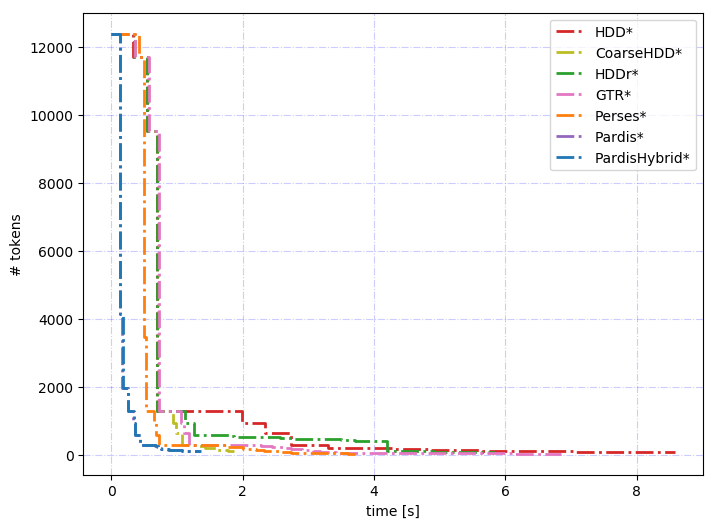 HDD*
CoarseHDD*
HDDr*
GTR*
Perses*
Pardis*
PardisHybrid*
12000
10000
8000
6000
4000
2000
0
# tokens
0 2 4 6 8
time [s]